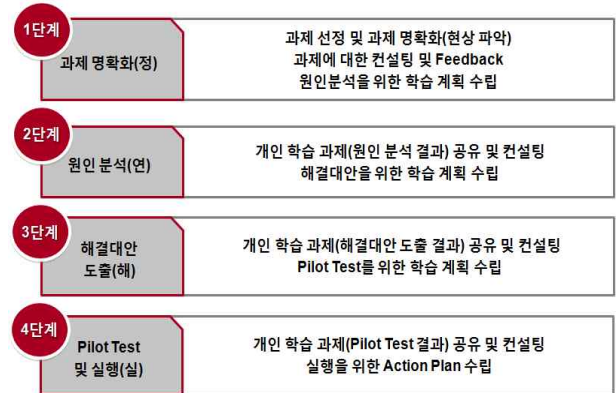 1단계
과제 명확화(정)
과제 선정 및 과제 명확화(현상 파악)
과제에 대한 컨설팅 및 Feedback
원인분석을 위한 학습 계획 수립
2단계
원인 분석(연)
개인 학습 과제(원인 분석 결과) 공유 및 컨설팅
해결대안을 위한 학습 계획 수립
3단계
해결대안
도출(해)
개인 학습 과제(해결대안 도출 결과) 공유 및 컨설팅
Pilot Test를 위한 학습 계획 수립
4단계
Pilot Test
및 실행(실)
개인 학습 과제(Pilot Test 결과) 공유 및 컨설팅
실행을 위한 Action Plan 수립